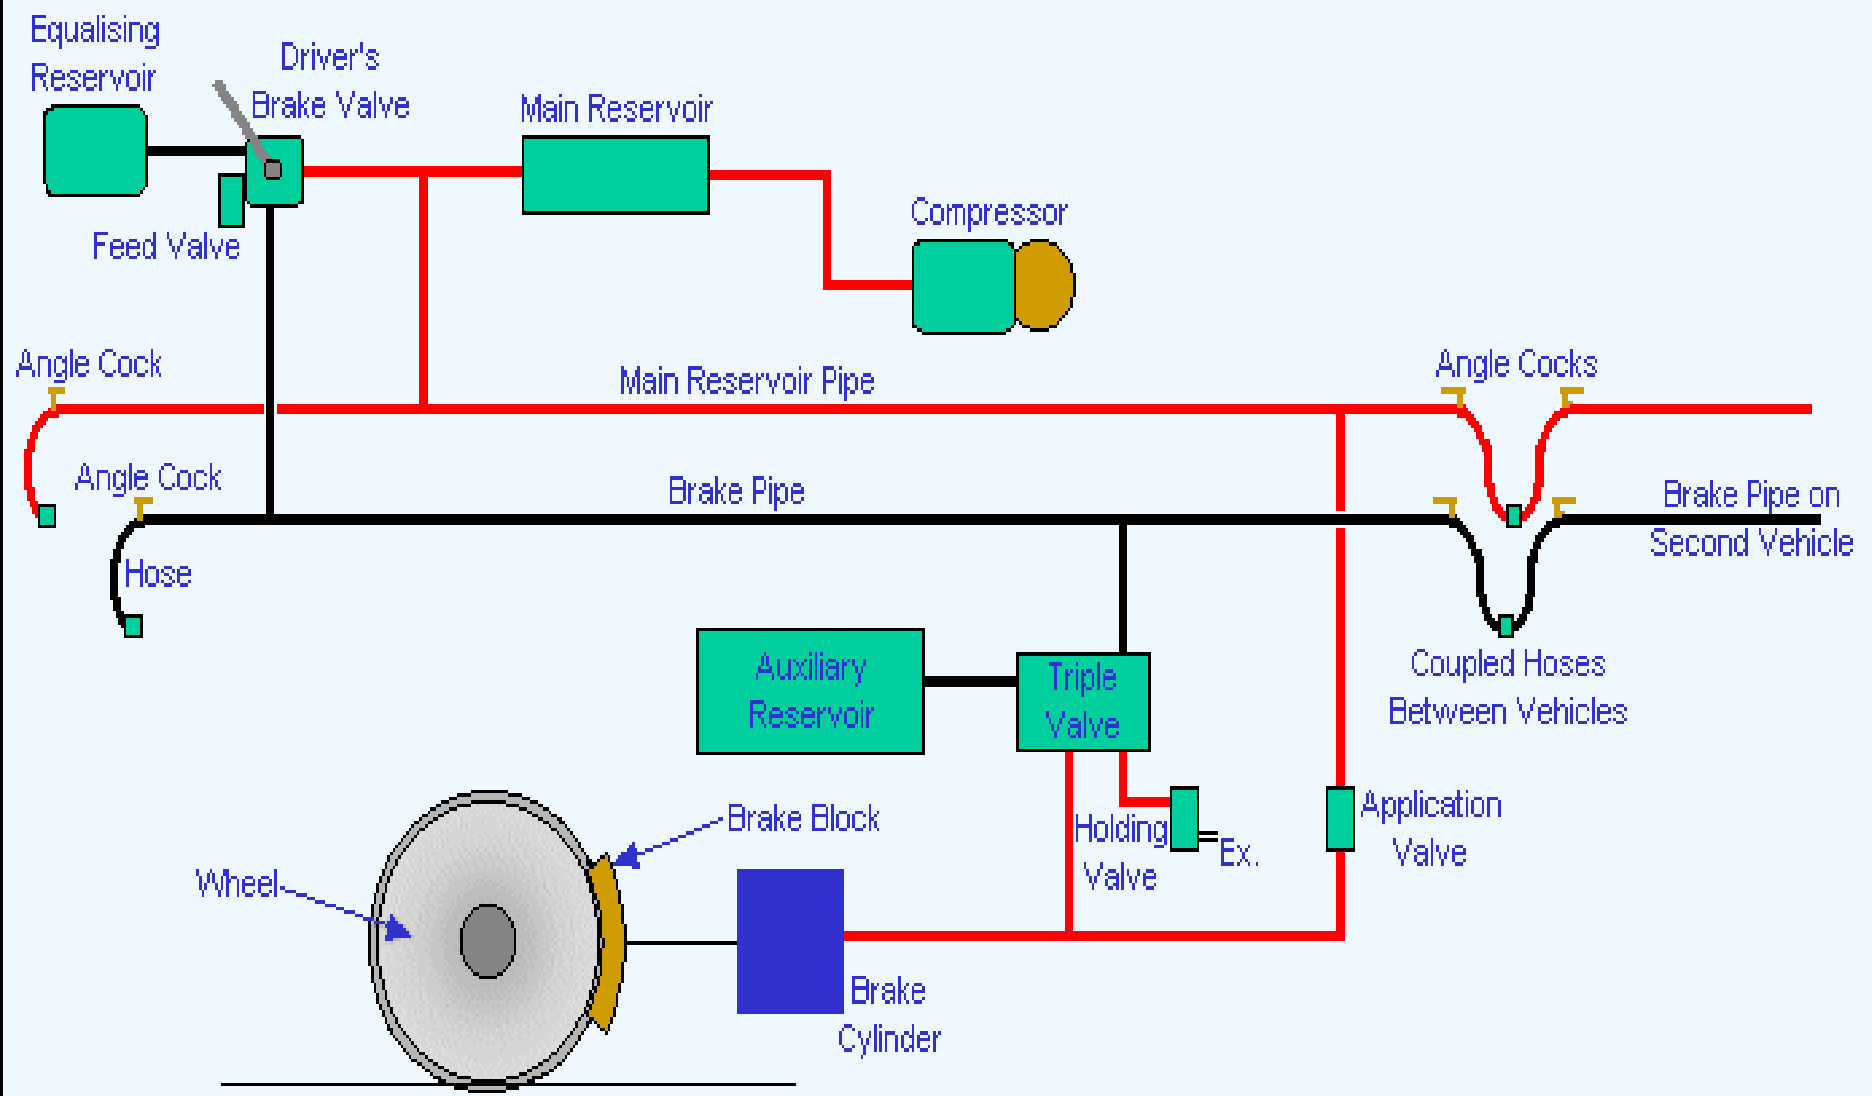 Equalising
Reservoir
Driver's
Brake Valve
Main Reservoir
Compressor
Feed Valve
Angle Cock
Main Reservoir Pipe
Angle Cocks
Angle Cock
Brake Pipe
Brake Pipe on
Second Vehicle
Hose
Auxiliary
Reservoir
Triple
Valve
Coupled Hoses
Between Vehicles
Brake Block
Holding
Valve
Ex.
Application
Valve
Wheel
Brake
Cylinder